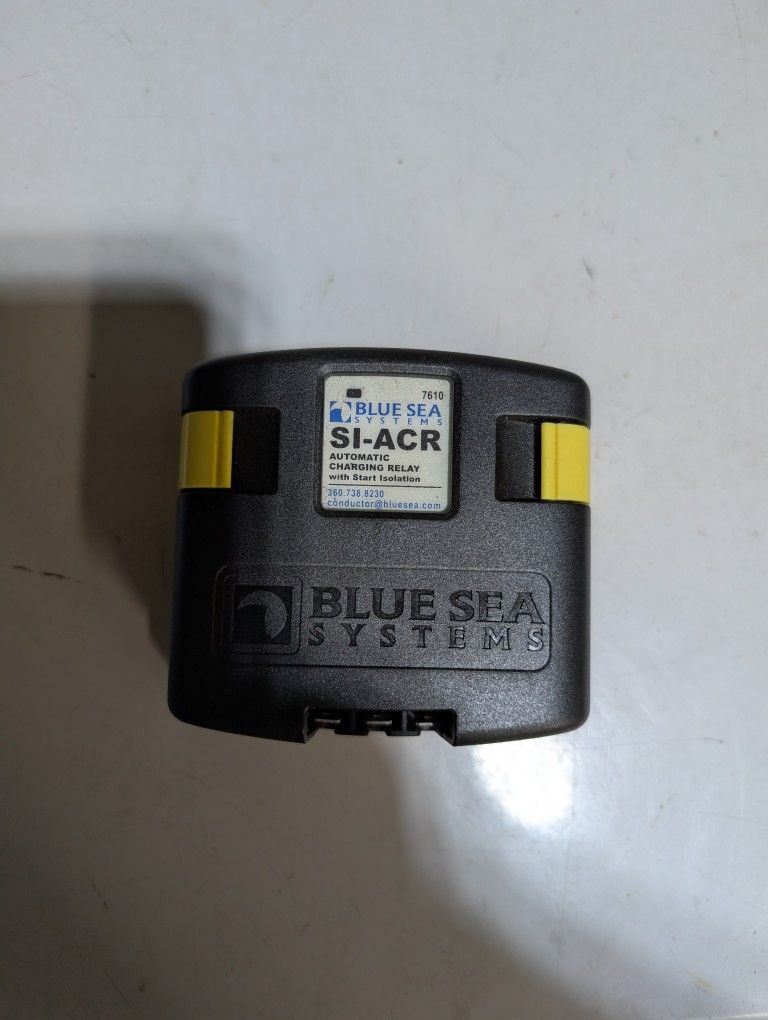 7610
BLUE SEA
SYSTEMS
SI-ACR
AUTOMATIC
CHARGING RELAY
with Start Isolation
360.738.8230
conductor@bluesea.com
BLUE SEA
SYSTEMS